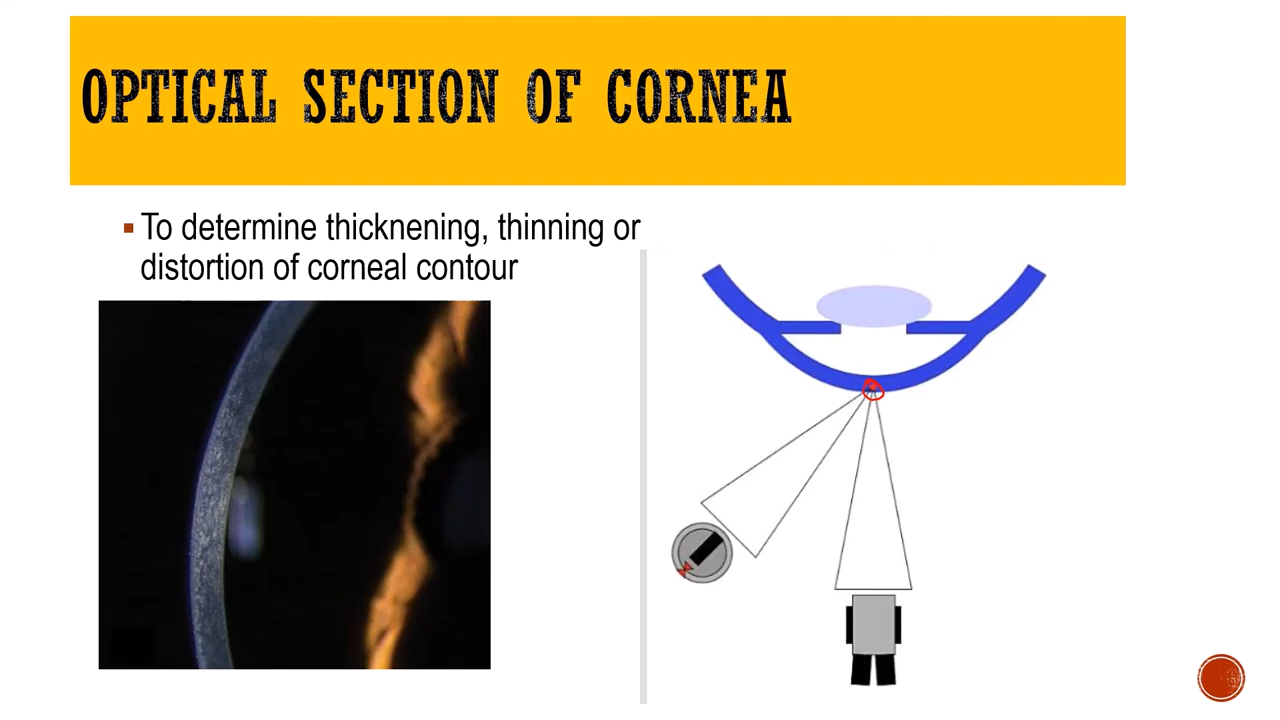 OPTICAL SECTION OF CORNEA
To determine thicknening, thinning or
distortion of corneal contour